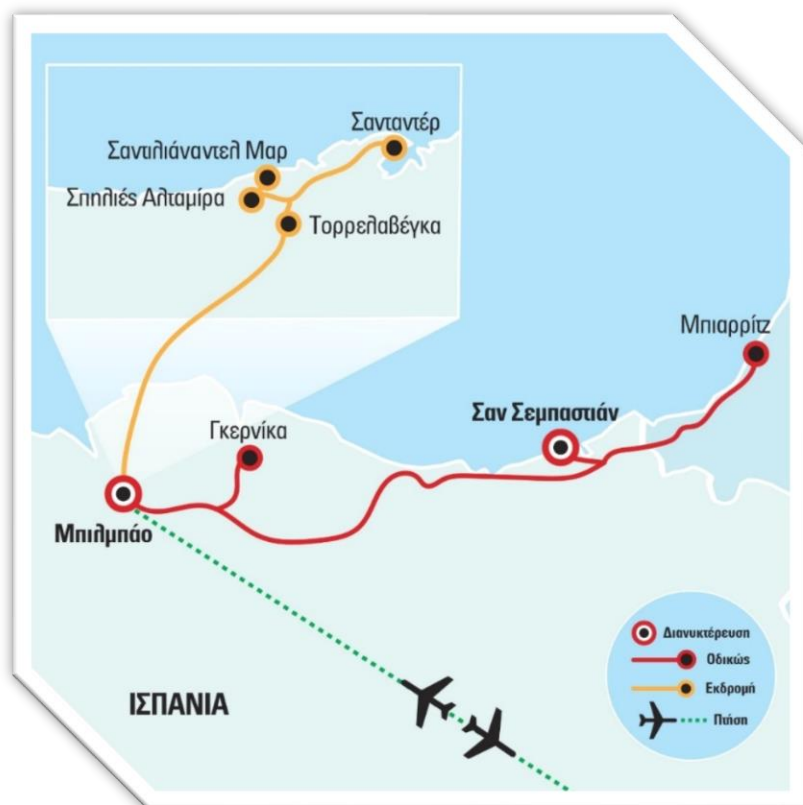 Σανταντέρ
Σαντιλιάναντελ Μαρ
Σπηλιές Αλταμίρα
Τορρελαβέγκα
Μπιαρρίτζ
Σαν Σεμπαστιάν
Γκερνίκα
Μπιλμπάο
Διανυκτέρευση
Οδικώς
Εκδρομή
Πτήση
ΙΣΠΑΝΙΑ